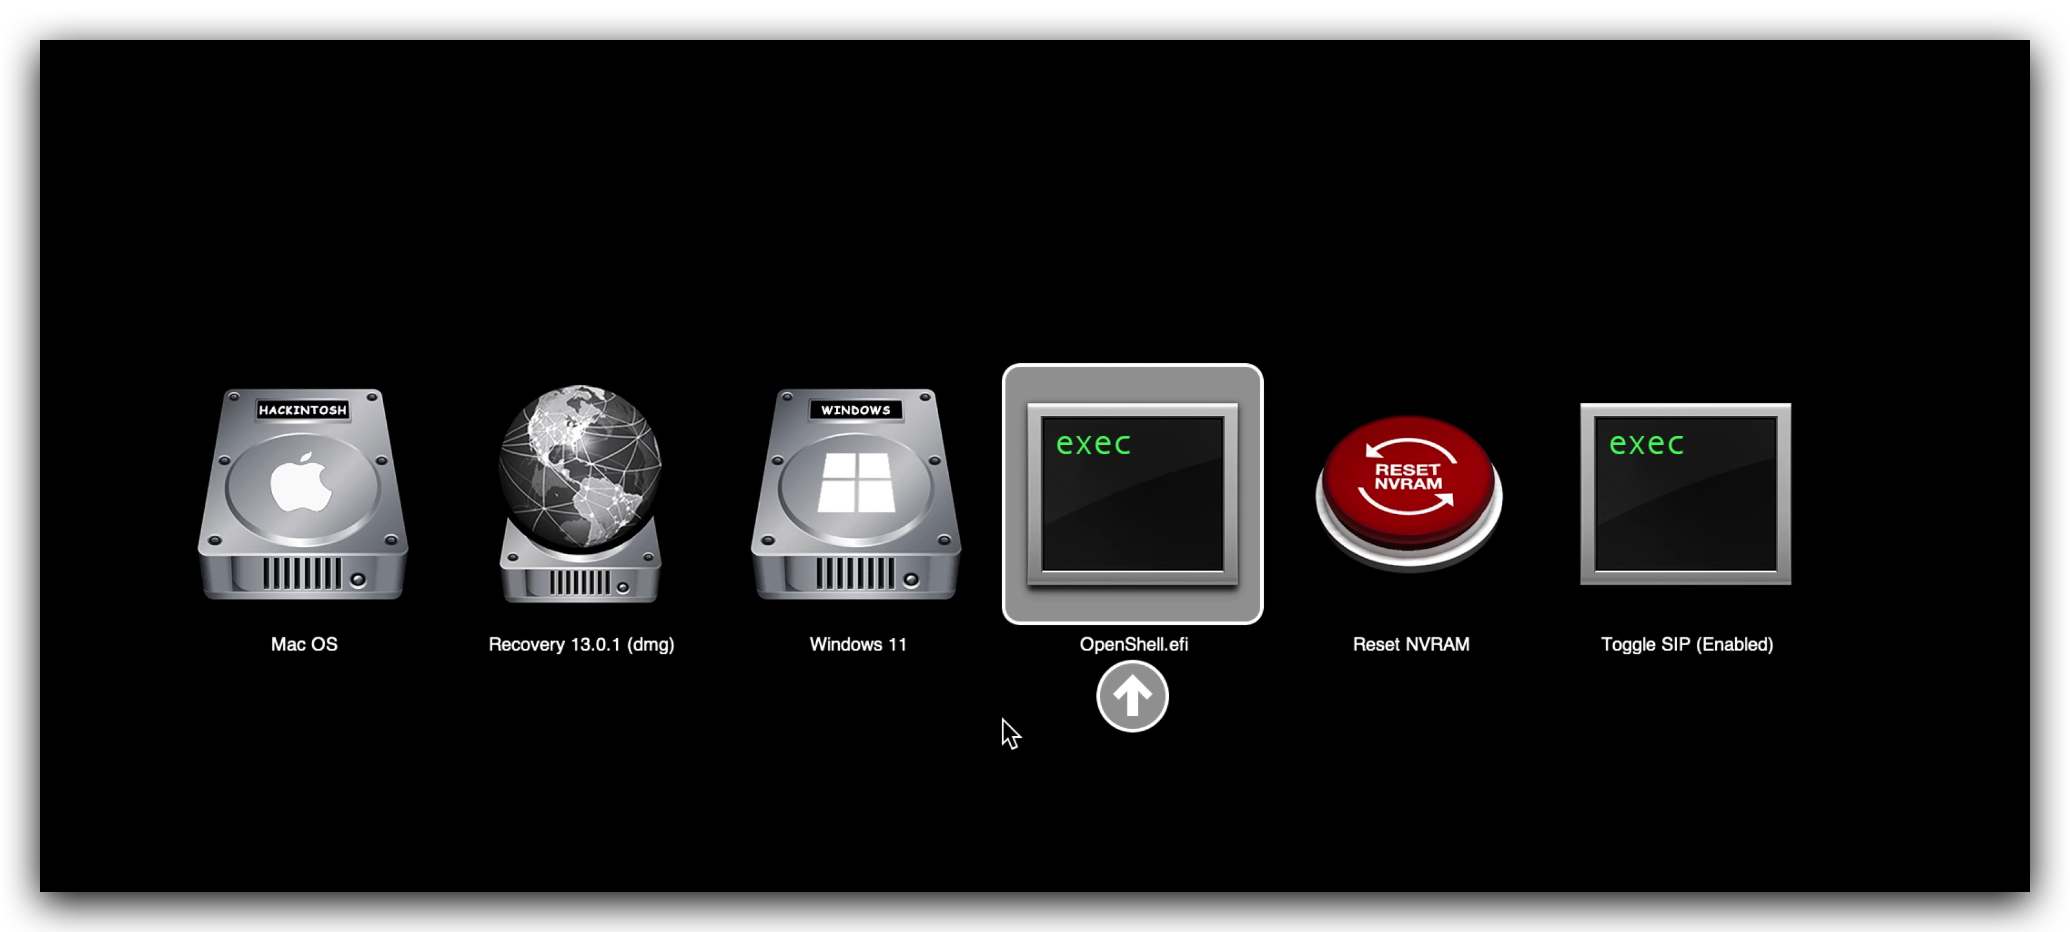 HACKINTOSH
WINDOWS
exec
RESET
NVRAM
exec
Mac OS
Recovery 13.0.1 (dmg)
Windows 11
OpenShell.efi
Reset NVRAM
Toggle SIP (Enabled)